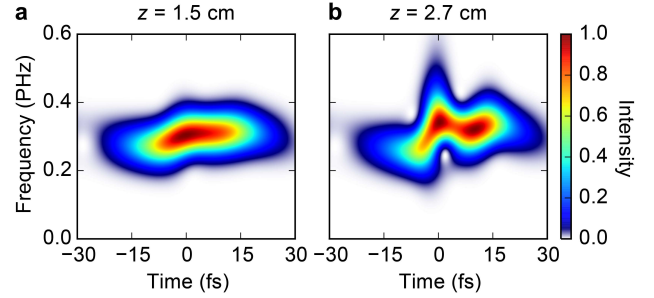 a z = 1.5 cm
b z = 2.7 cm
Frequency (PHz)
0.6
0.4
0.2
0.0
−30 −15 0 15 30
Time (fs)
−30 −15 0 15 30
Time (fs)
1.0
0.8
0.6
0.4
0.2
0.0
Intensity